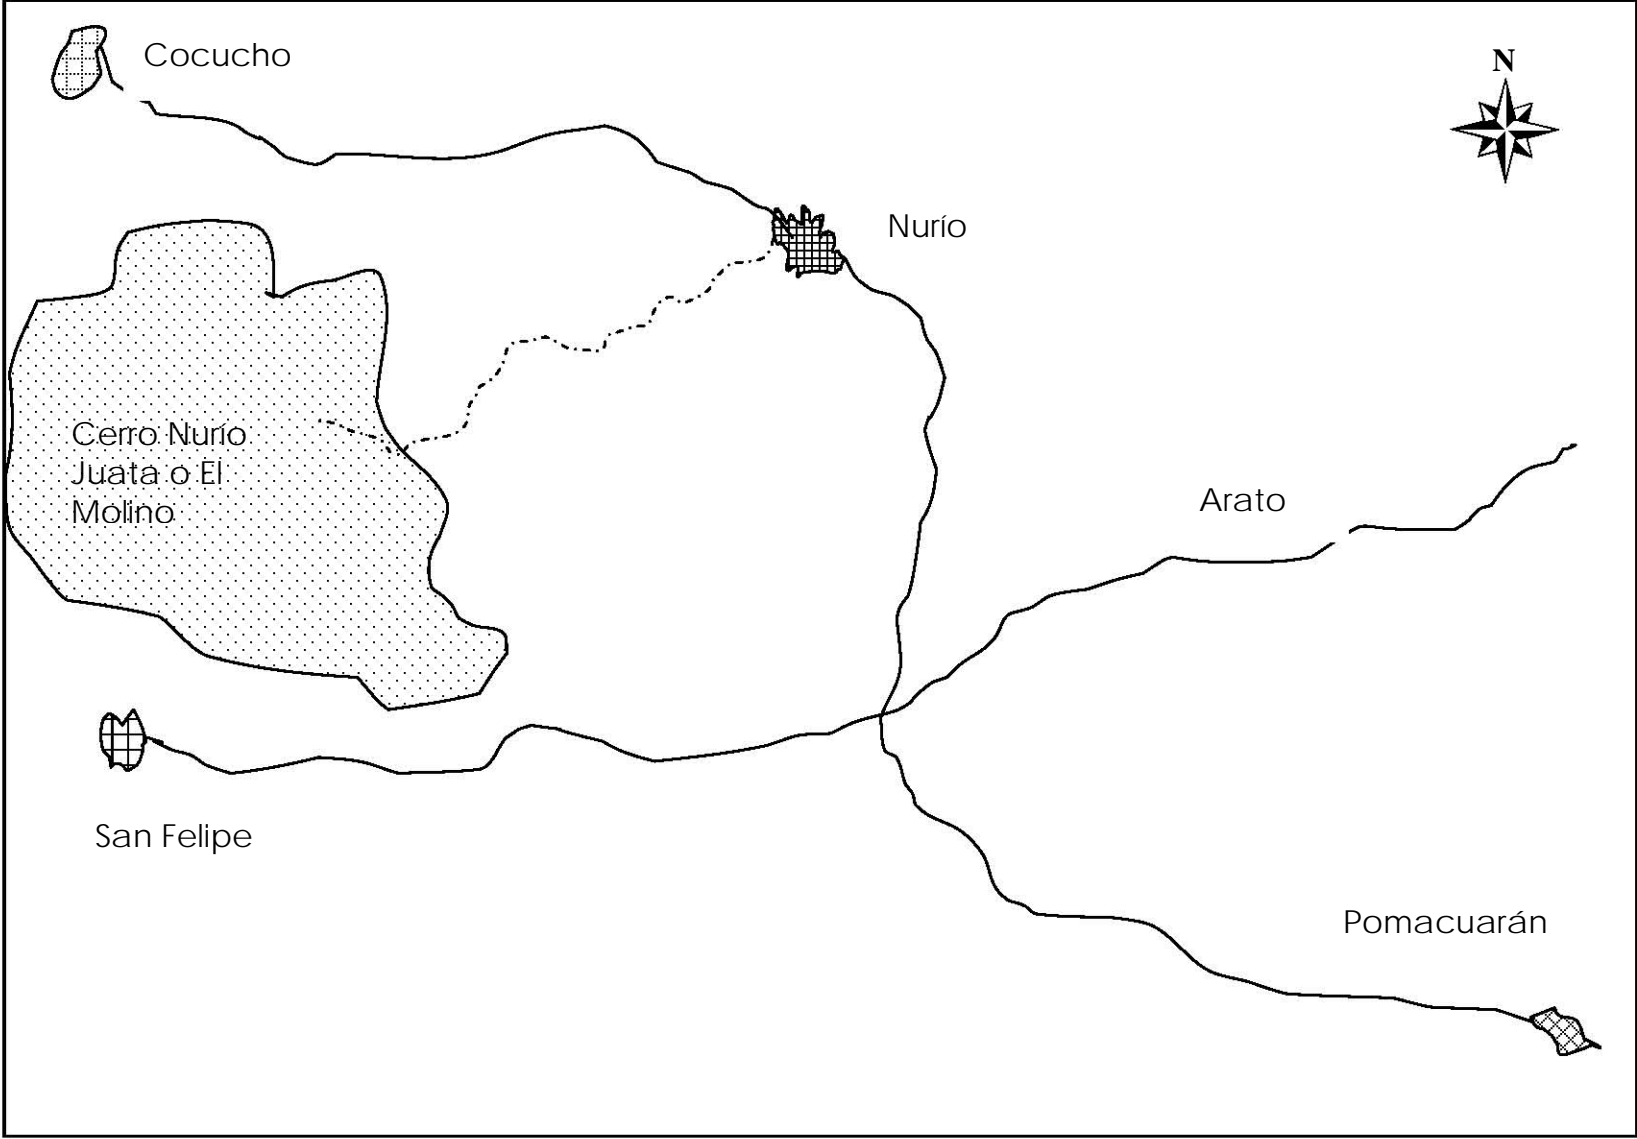 Cocucho
N
Nurío
Cerro Nurío
Juata o El
Molino
Arato
San Felipe
Pomacuarán